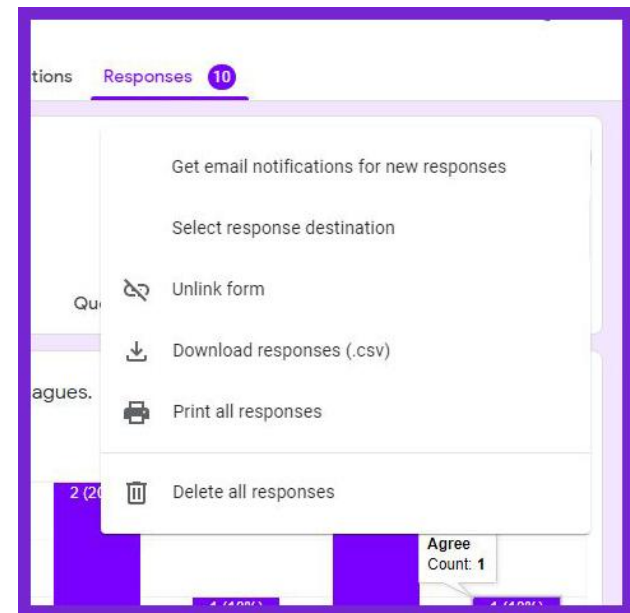 tions Responses 10
Get email notifications for new responses
Select response destination
Qu
Unlink form
Download responses (.csv)
agues.
Print all responses
2 (20
Delete all responses
Agree
Count: 1